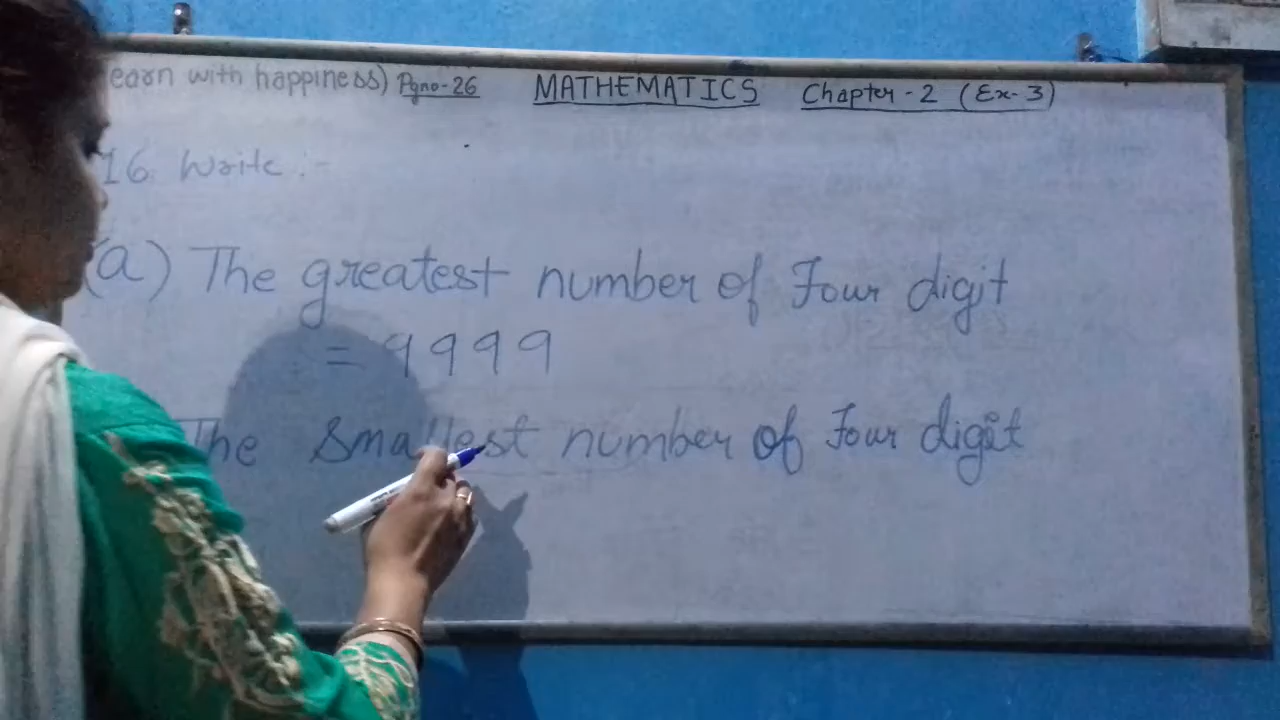 earn with happiness) Pgno-26 MATHEMATICS Chapter-2 (Ex-3)
16 Write :-
(a) The greatest number of Four digit
= 9999
The Smallest number of Four digit